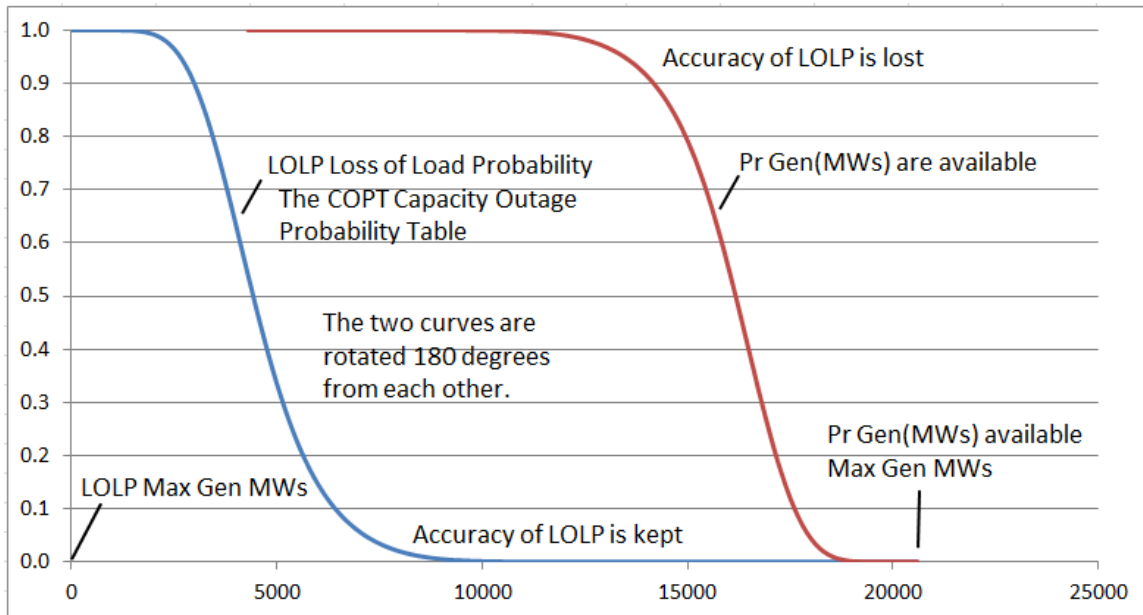 1.0
Accuracy of LOLP is lost
0.9
0.8
LOLP Loss of Load Probability
Pr Gen(MWs) are available
0.7
The COPT Capacity Outage
Probability Table
0.6
0.5
The two curves are
rotated 180 degrees
from each other.
0.4
0.3
Pr Gen(MWs) available
Max Gen MWs
0.2
LOLP Max Gen MWs
0.1
Accuracy of LOLP is kept
0.0
0 5000 10000 15000 20000 25000